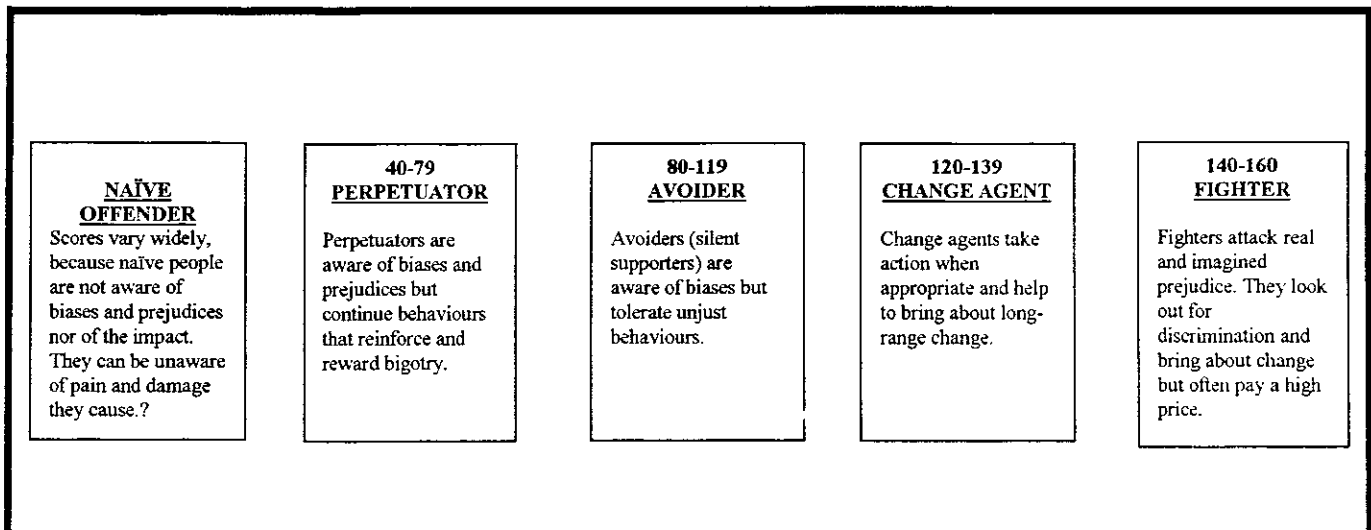 NAÏVE
OFFENDER
Scores vary widely,
because naïve people
are not aware of
biases and prejudices
nor of the impact.
They can be unaware
of pain and damage
they cause.?
40-79
PERPETUATOR
Perpetuators are
aware of biases and
prejudices but
continue behaviours
that reinforce and
reward bigotry.
80-119
AVOIDER
Avoiders (silent
supporters) are
aware of biases but
tolerate unjust
behaviours.
120-139
CHANGE AGENT
Change agents take
action when
appropriate and help
to bring about long-
range change.
140-160
FIGHTER
Fighters attack real
and imagined
prejudice. They look
out for
discrimination and
bring about change
but often pay a high
price.